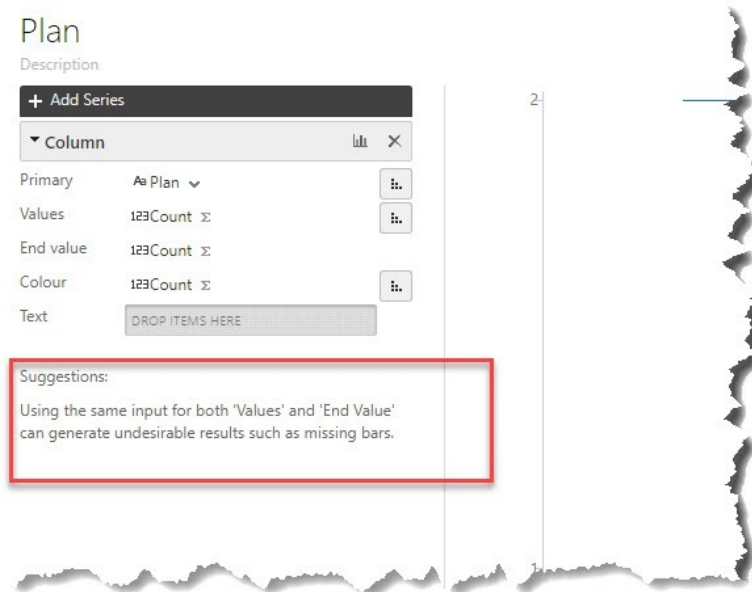 Plan
Description
+ Add Series
2
Column
Primary Aa Plan
Values 123Count Σ
End value 123Count Σ
Colour 123Count Σ
Text DROP ITEMS HERE
Suggestions:
Using the same input for both 'Values' and 'End Value'
can generate undesirable results such as missing bars.
1